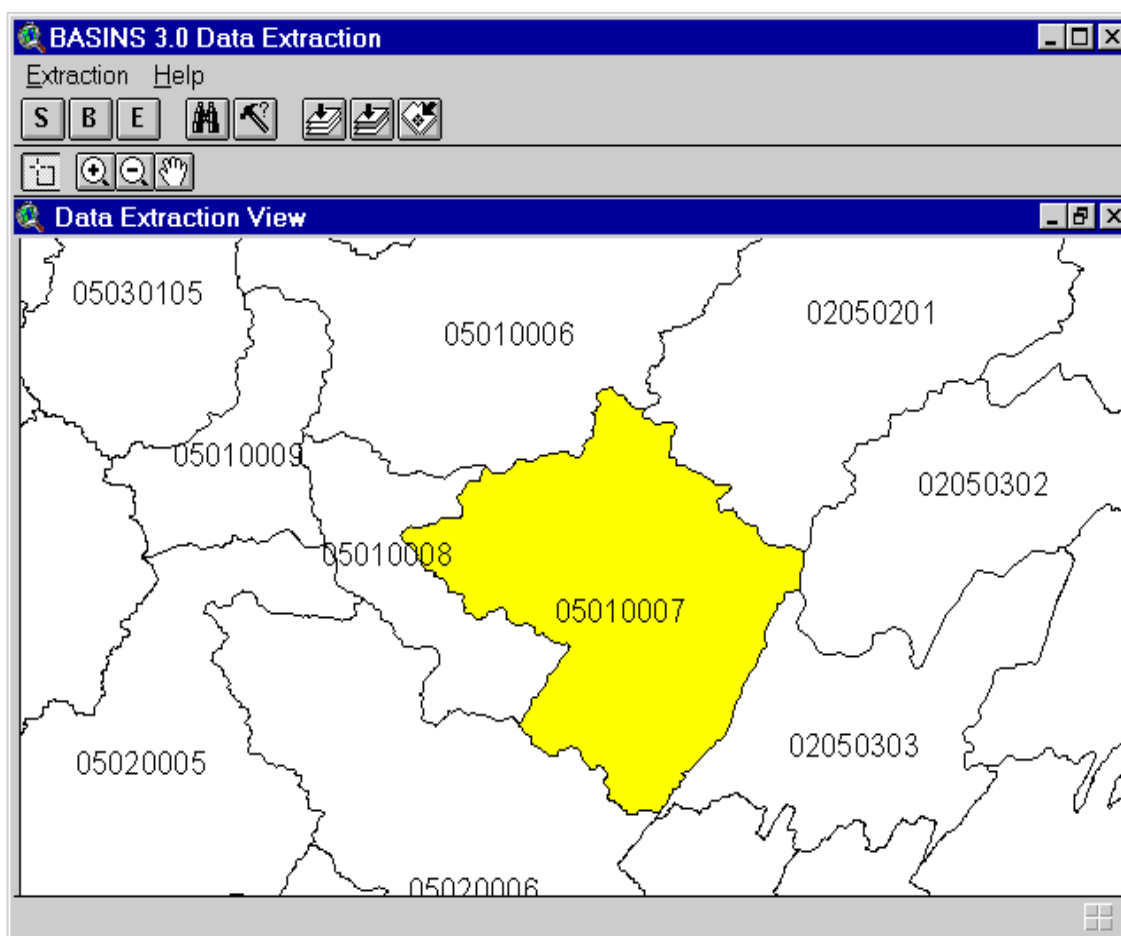 BASINS 3.0 Data Extraction
Extraction Help
S B E
Data Extraction View
05030105
05010006
02050201
05010009
02050302
05010008
05010007
02050303
05020005
05020006